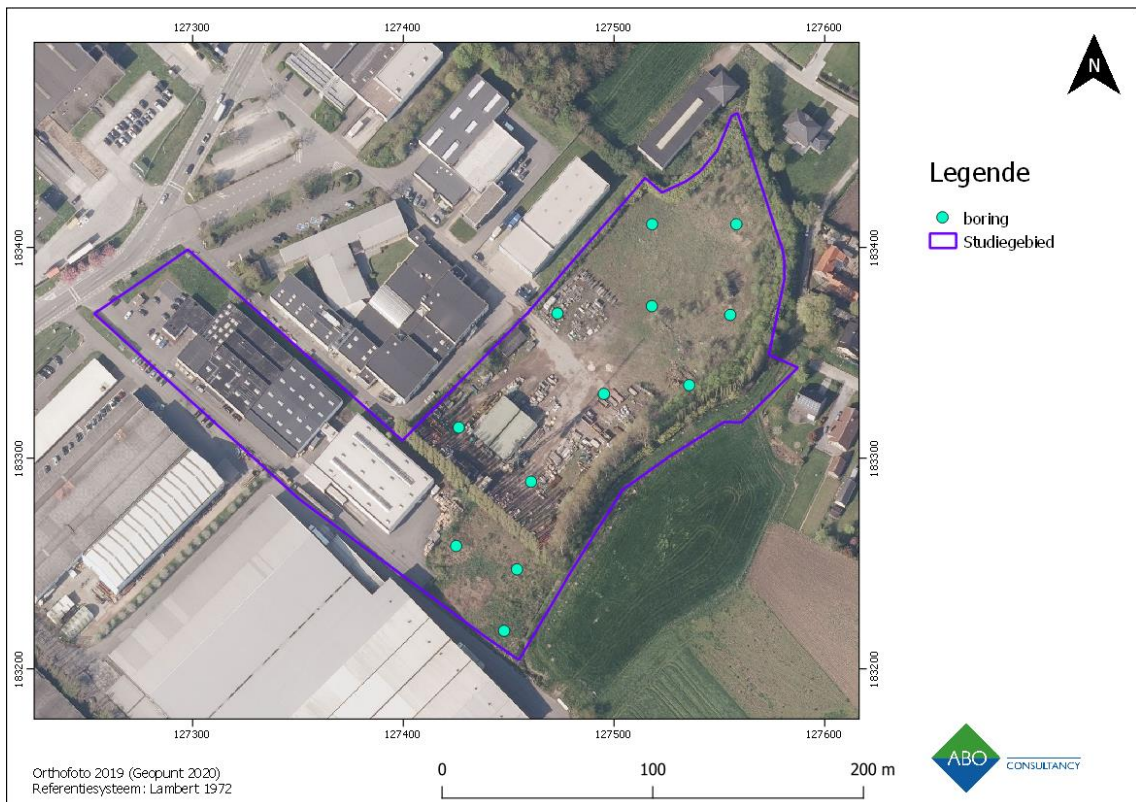 127300 127400 127500 127600
N
Legende
boring
Studiegebied
183400 183400
183300 183300
183200 183200
127300 127400 127500 127600
Orthofoto 2019 (Geopunt 2020)
Referentiesysteem: Lambert 1972
0 100 200 m
ABO CONSULTANCY